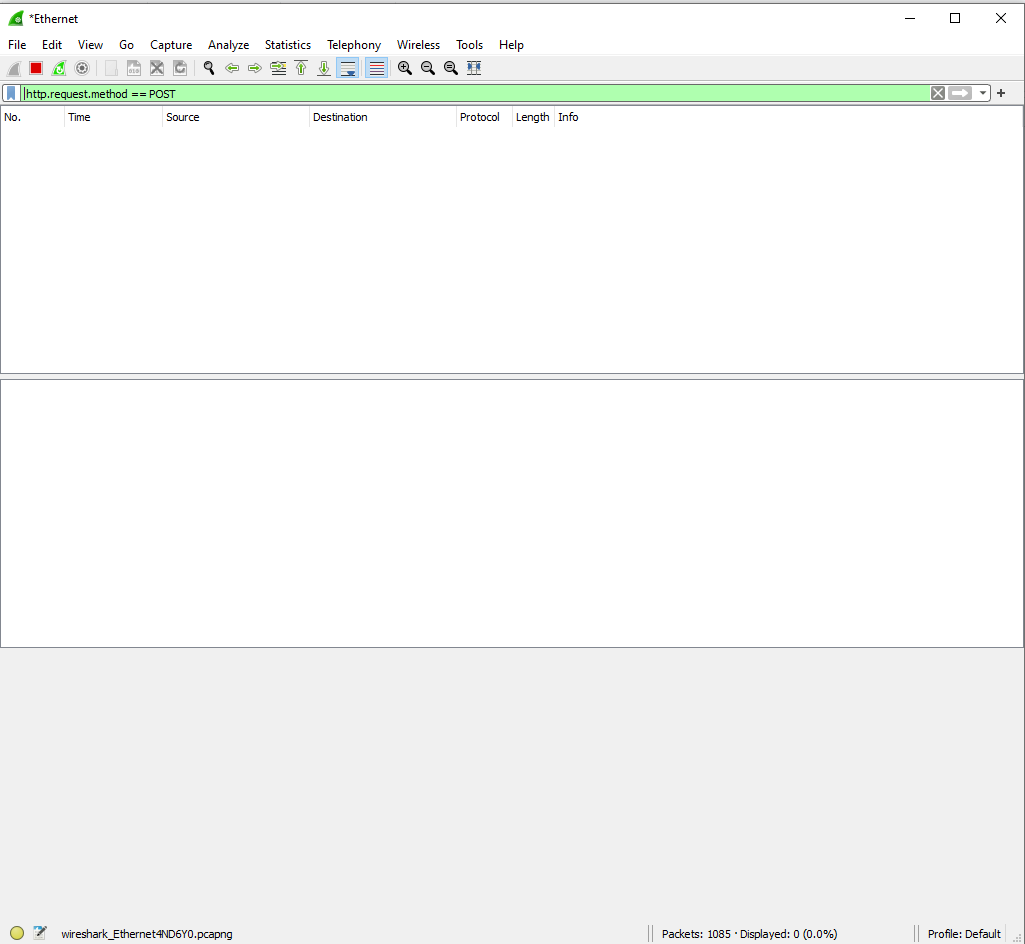 *Ethernet
File Edit View Go Capture Analyze Statistics Telephony Wireless Tools Help
http.request.method == POST
No. Time Source Destination Protocol Length Info
wireshark_Ethernet4ND6Y0.pcapng Packets: 1085 · Displayed: 0 (0.0%) Profile: Default